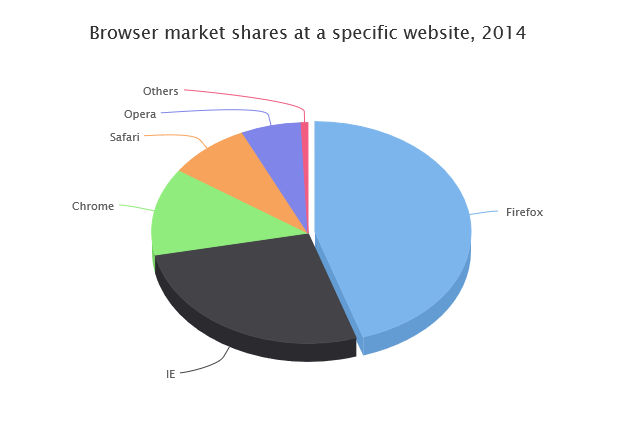 Browser market shares at a specific website, 2014
Others
Opera
Safari
Chrome
Firefox
IE